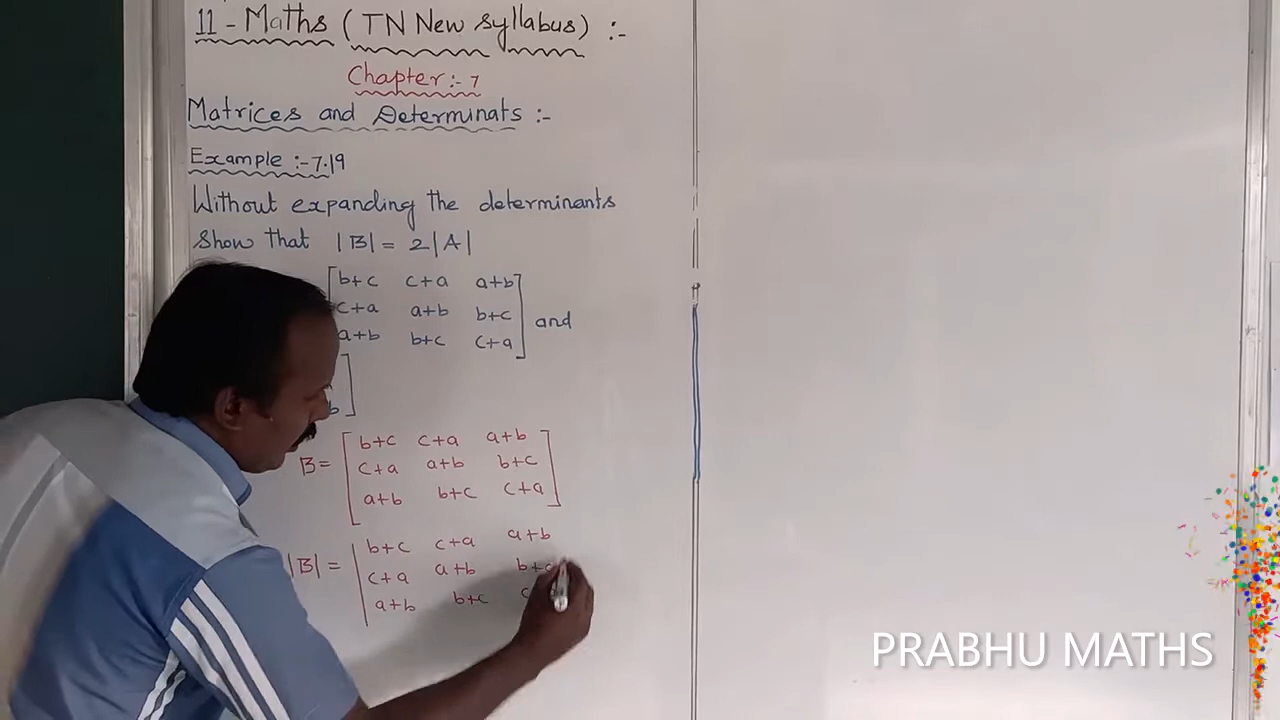 11 - Maths (TN New syllabus) :-
Chapter :- 7
Matrices and Determinats :-
Example :- 7.19
Without expanding the determinants
show that |B| = 2|A|
b+c c+a a+b
c+a a+b b+c and
a+b b+c c+a
b
b+c c+a a+b
B= c+a a+b b+c
a+b b+c c+a
b+c c+a a+b
|B| = c+a a+b b+c
a+b b+c c
PRABHU MATHS